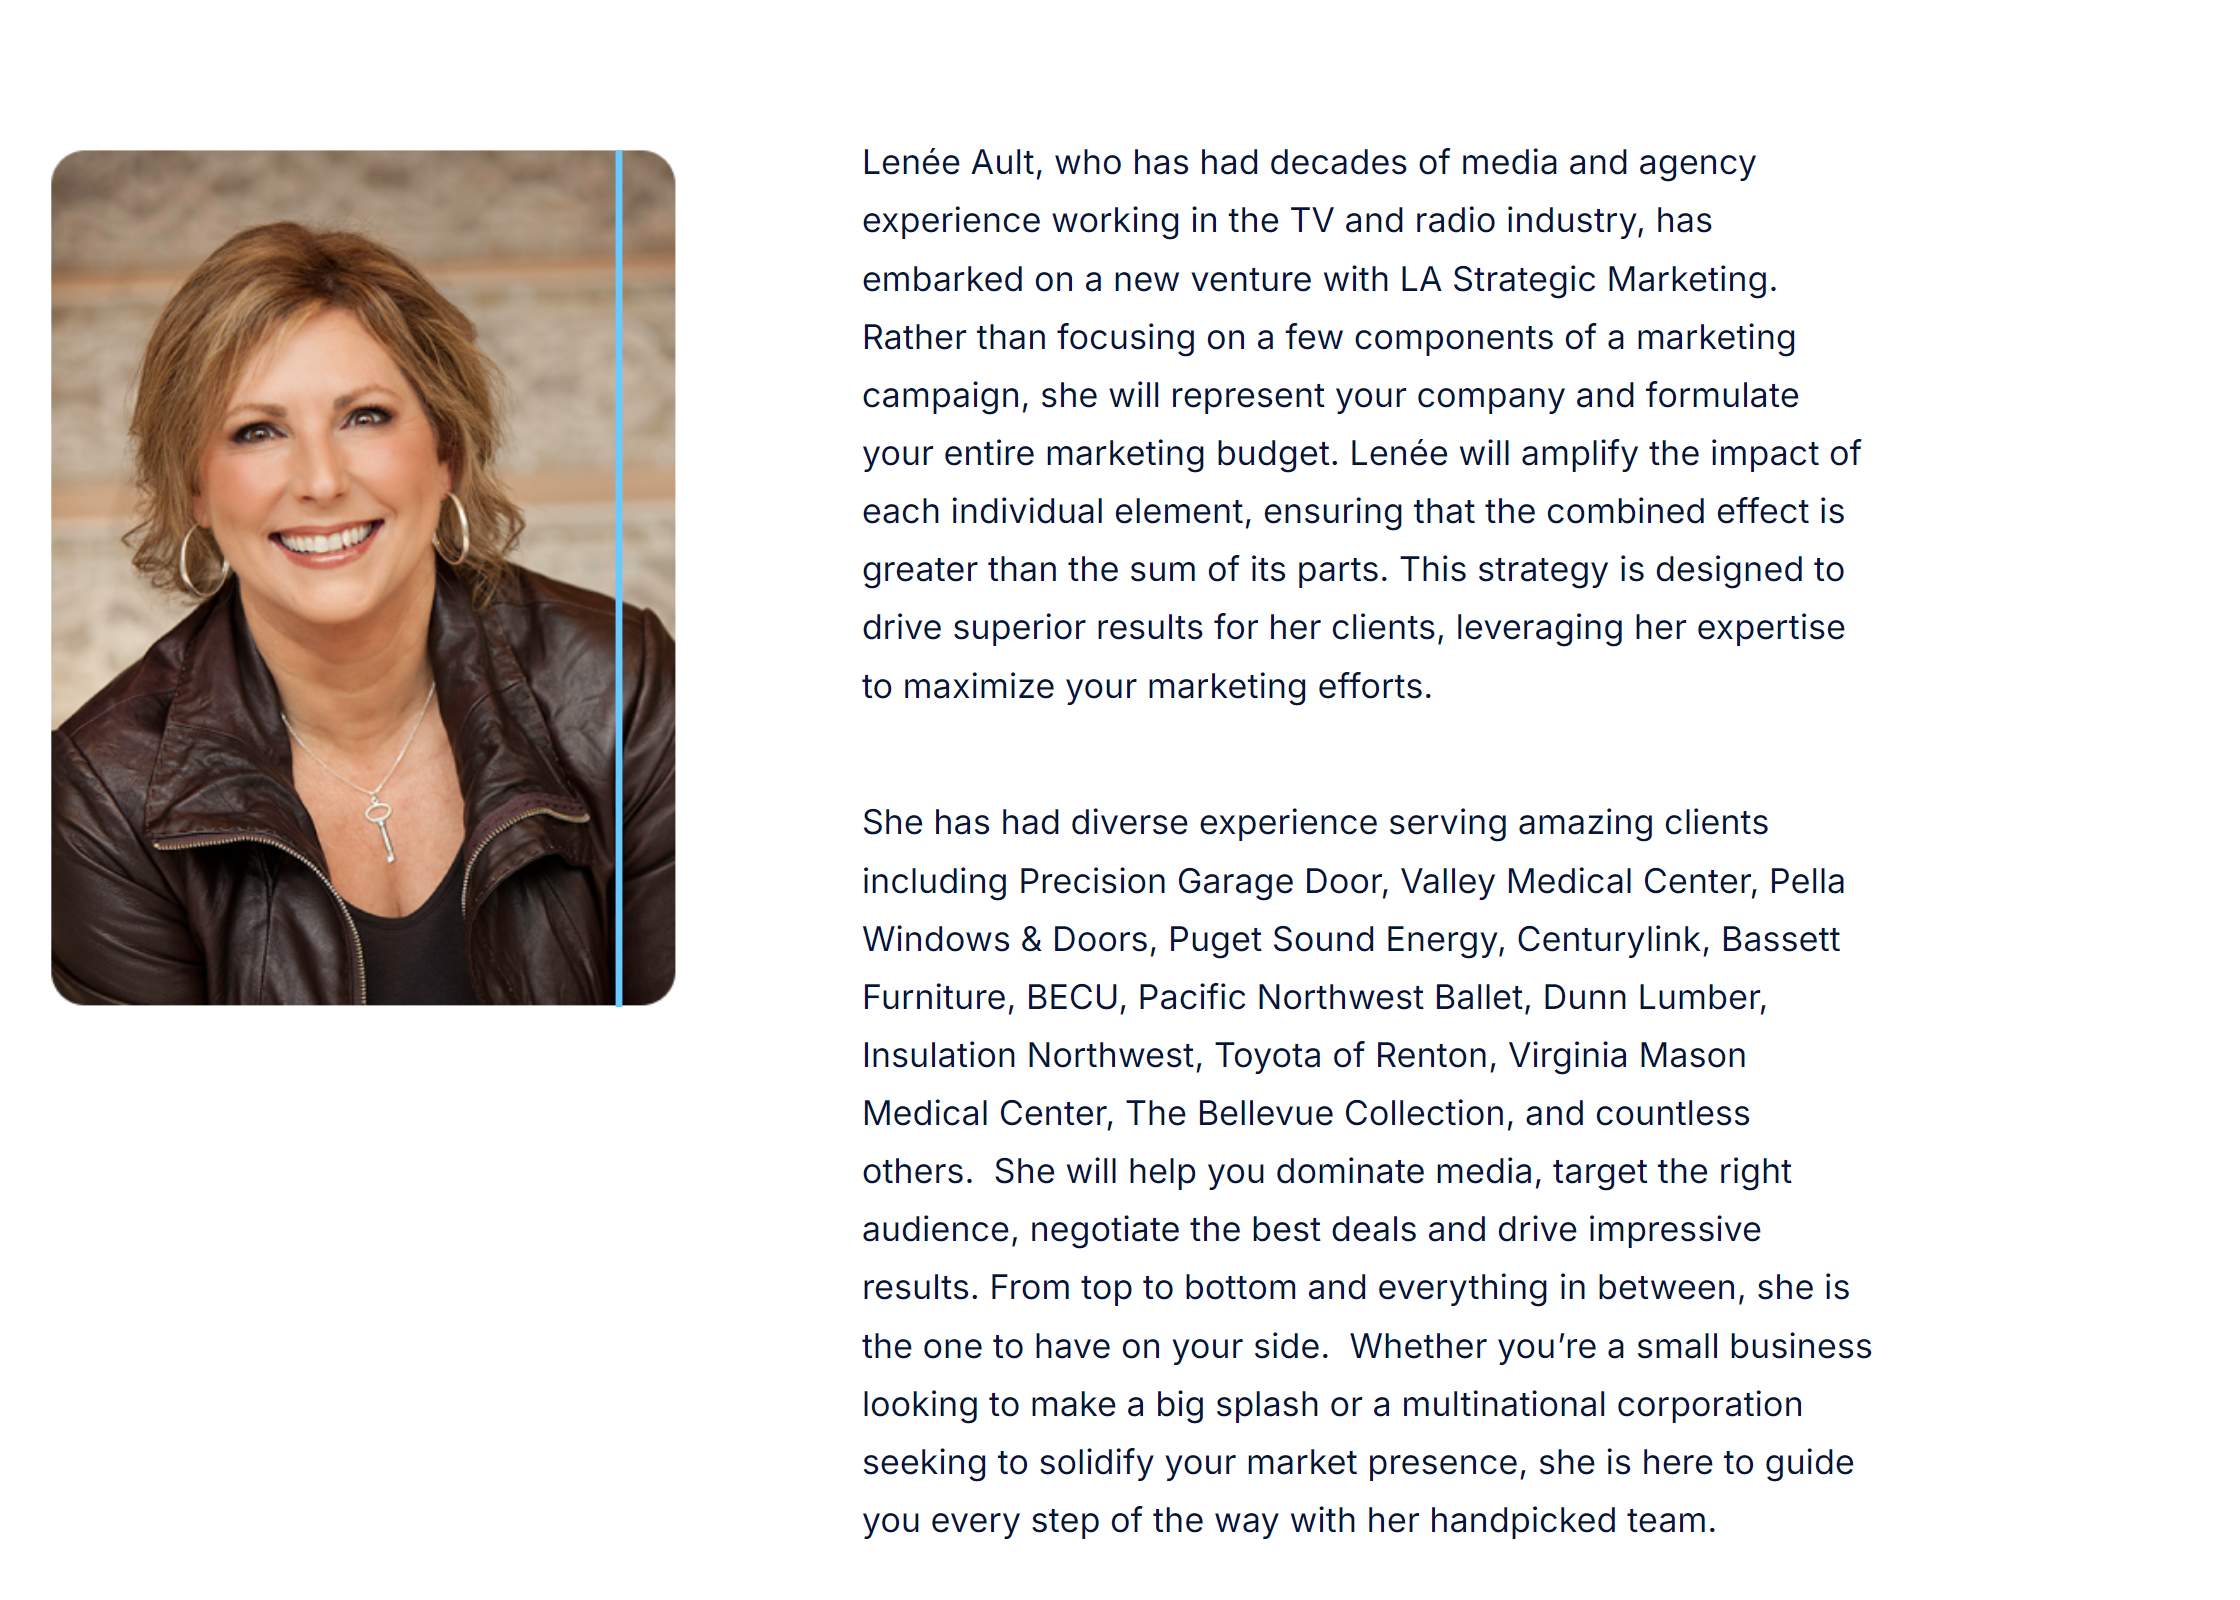 Lenée Ault, who has had decades of media and agency
experience working in the TV and radio industry, has
embarked on a new venture with LA Strategic Marketing.
Rather than focusing on a few components of a marketing
campaign, she will represent your company and formulate
your entire marketing budget. Lenée will amplify the impact of
each individual element, ensuring that the combined effect is
greater than the sum of its parts. This strategy is designed to
drive superior results for her clients, leveraging her expertise
to maximize your marketing efforts.
She has had diverse experience serving amazing clients
including Precision Garage Door, Valley Medical Center, Pella
Windows & Doors, Puget Sound Energy, Centurylink, Bassett
Furniture, BECU, Pacific Northwest Ballet, Dunn Lumber,
Insulation Northwest, Toyota of Renton, Virginia Mason
Medical Center, The Bellevue Collection, and countless
others.  She will help you dominate media, target the right
audience, negotiate the best deals and drive impressive
results. From top to bottom and everything in between, she is
the one to have on your side.  Whether you’re a small business
looking to make a big splash or a multinational corporation
seeking to solidify your market presence, she is here to guide
you every step of the way with her handpicked team.